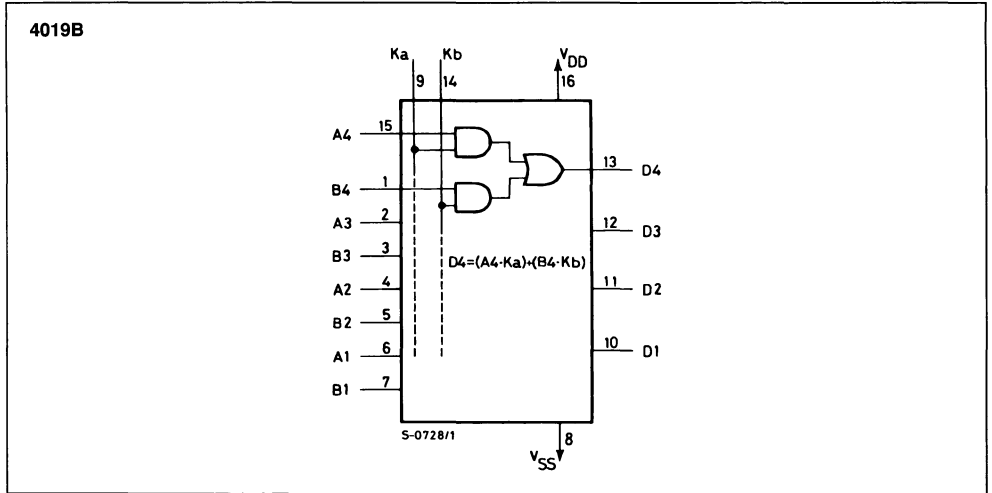 4019B
Ka Kb VDD
9 14 16
A4 15
13 D4
B4 1
A3 2
12 D3
B3 3
D4=(A4·Ka)+(B4·Kb)
A2 4
11 D2
B2 5
A1 6
10 D1
B1 7
S-0728/1
8
VSS